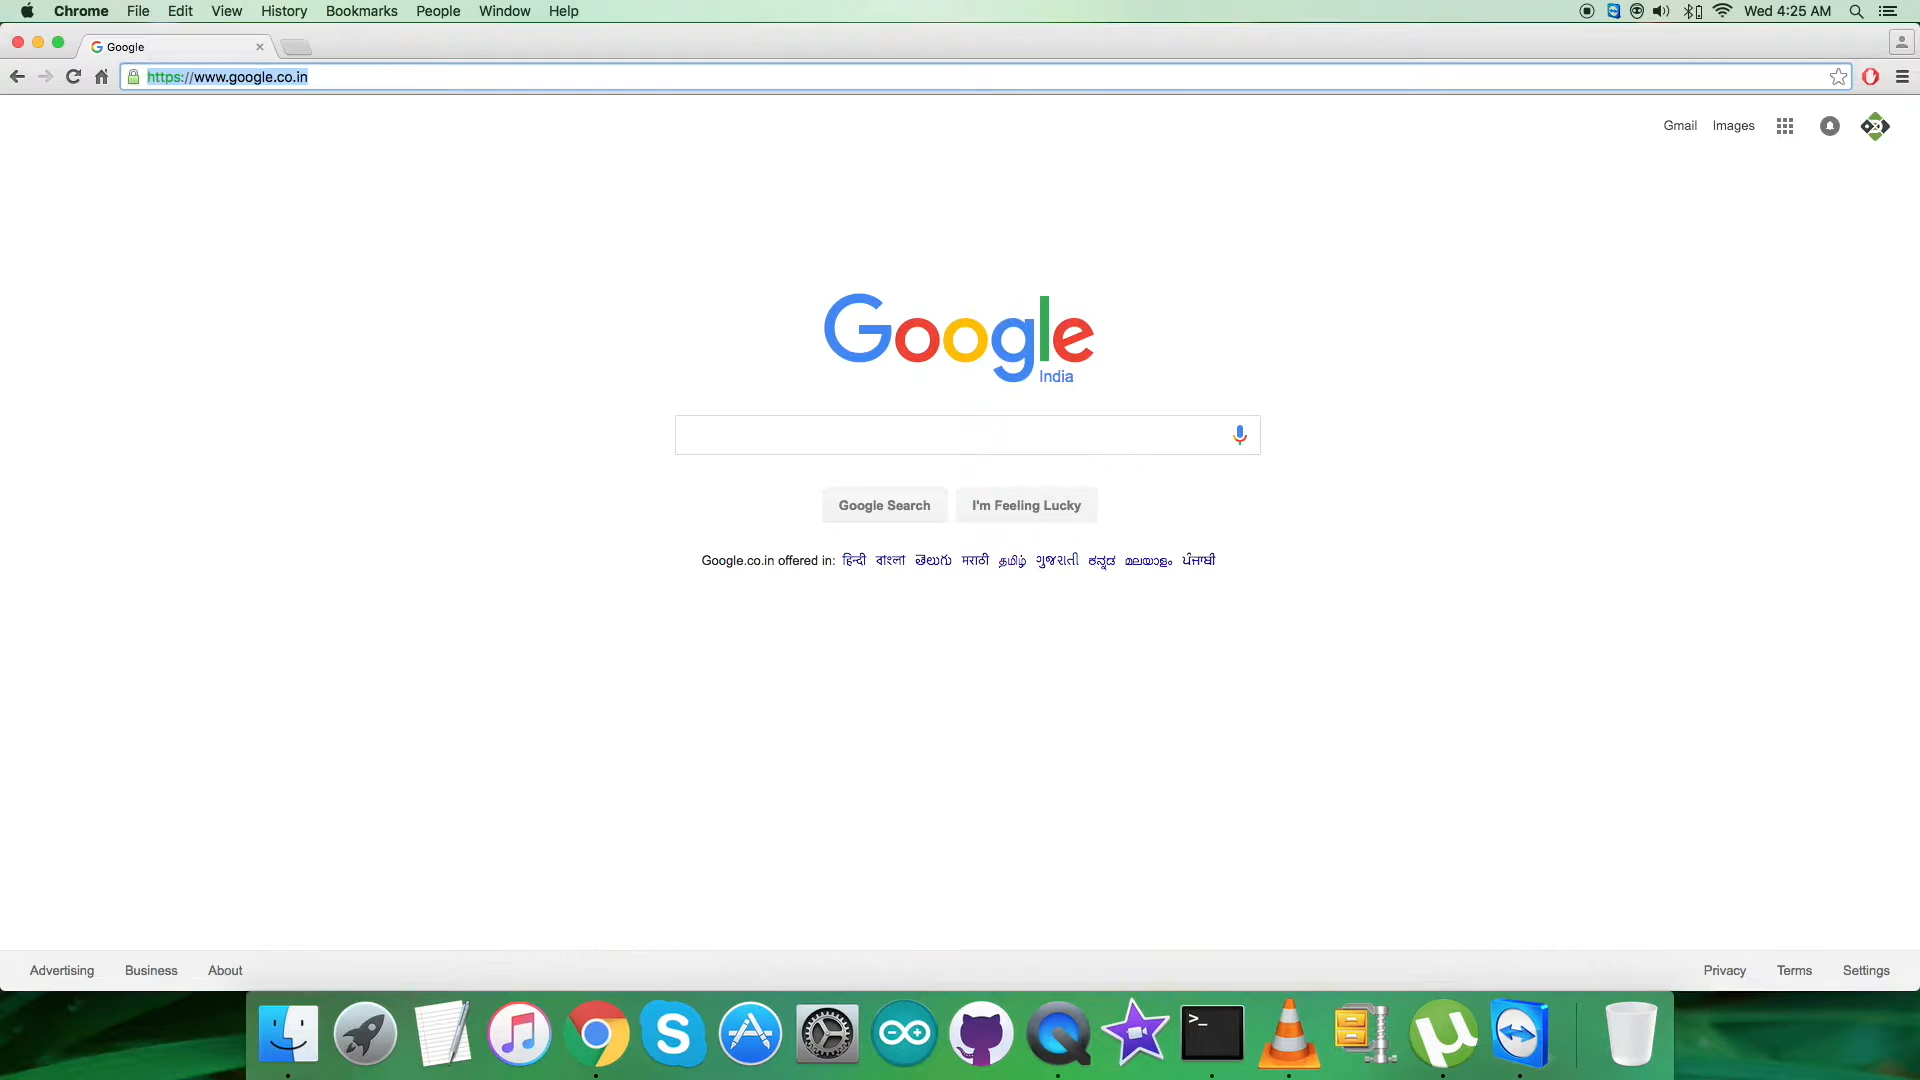 Chrome File Edit View History Bookmarks People Window Help Wed 4:25 AM
Google
https://www.google.co.in
Gmail Images
Google
India
Google Search I'm Feeling Lucky
Google.co.in offered in: हिन्दी বাংলা తెలుగు मराठी தமிழ் ગુજરાતી ಕನ್ನಡ മലയാളം ਪੰਜਾਬੀ
Advertising Business About Privacy Terms Settings